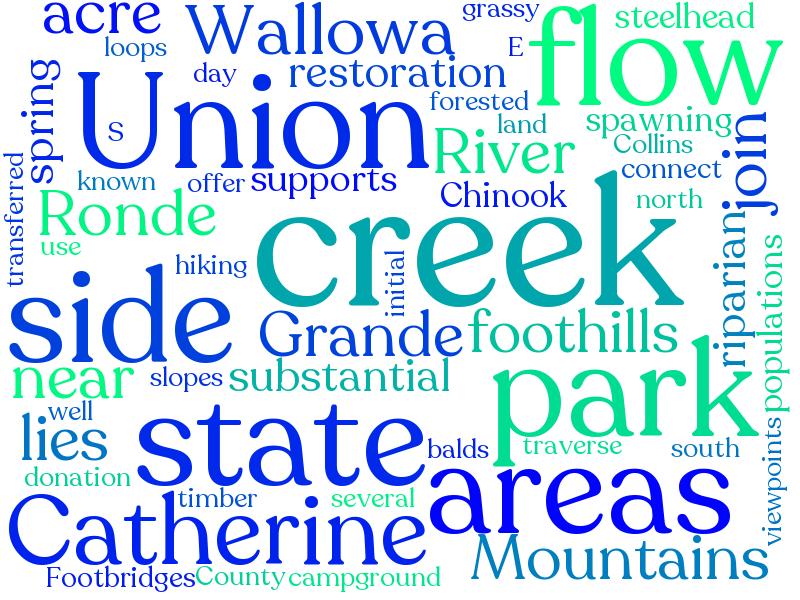 acre
grassy
steelhead
loops
Wallowa
E
flow
spring
day
restoration
Union
forested
S
land
spawning
join
River
Collins
connect
transferred
known
offer
supports
Chinook
north
Ronde
creek
use
riparian
hiking
initial
populations
side
Grande
foothills
near
slopes
substantial
park
well
lies
state
balds
traverse
south
viewpoints
donation
timber
several
areas
Catherine
Mountains
Footbridges
County
campground